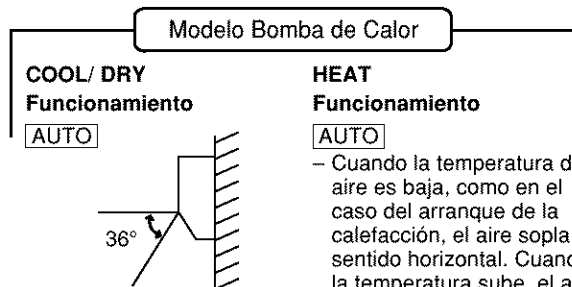 Modelo Bomba de Calor
COOL/ DRY
Funcionamiento
AUTO
36°
HEAT
Funcionamiento
AUTO
– Cuando la temperatura d
aire es baja, como en el
caso del arranque de la
calefacción, el aire sopla
sentido horizontal. Cuand
la temperatura sube, el a